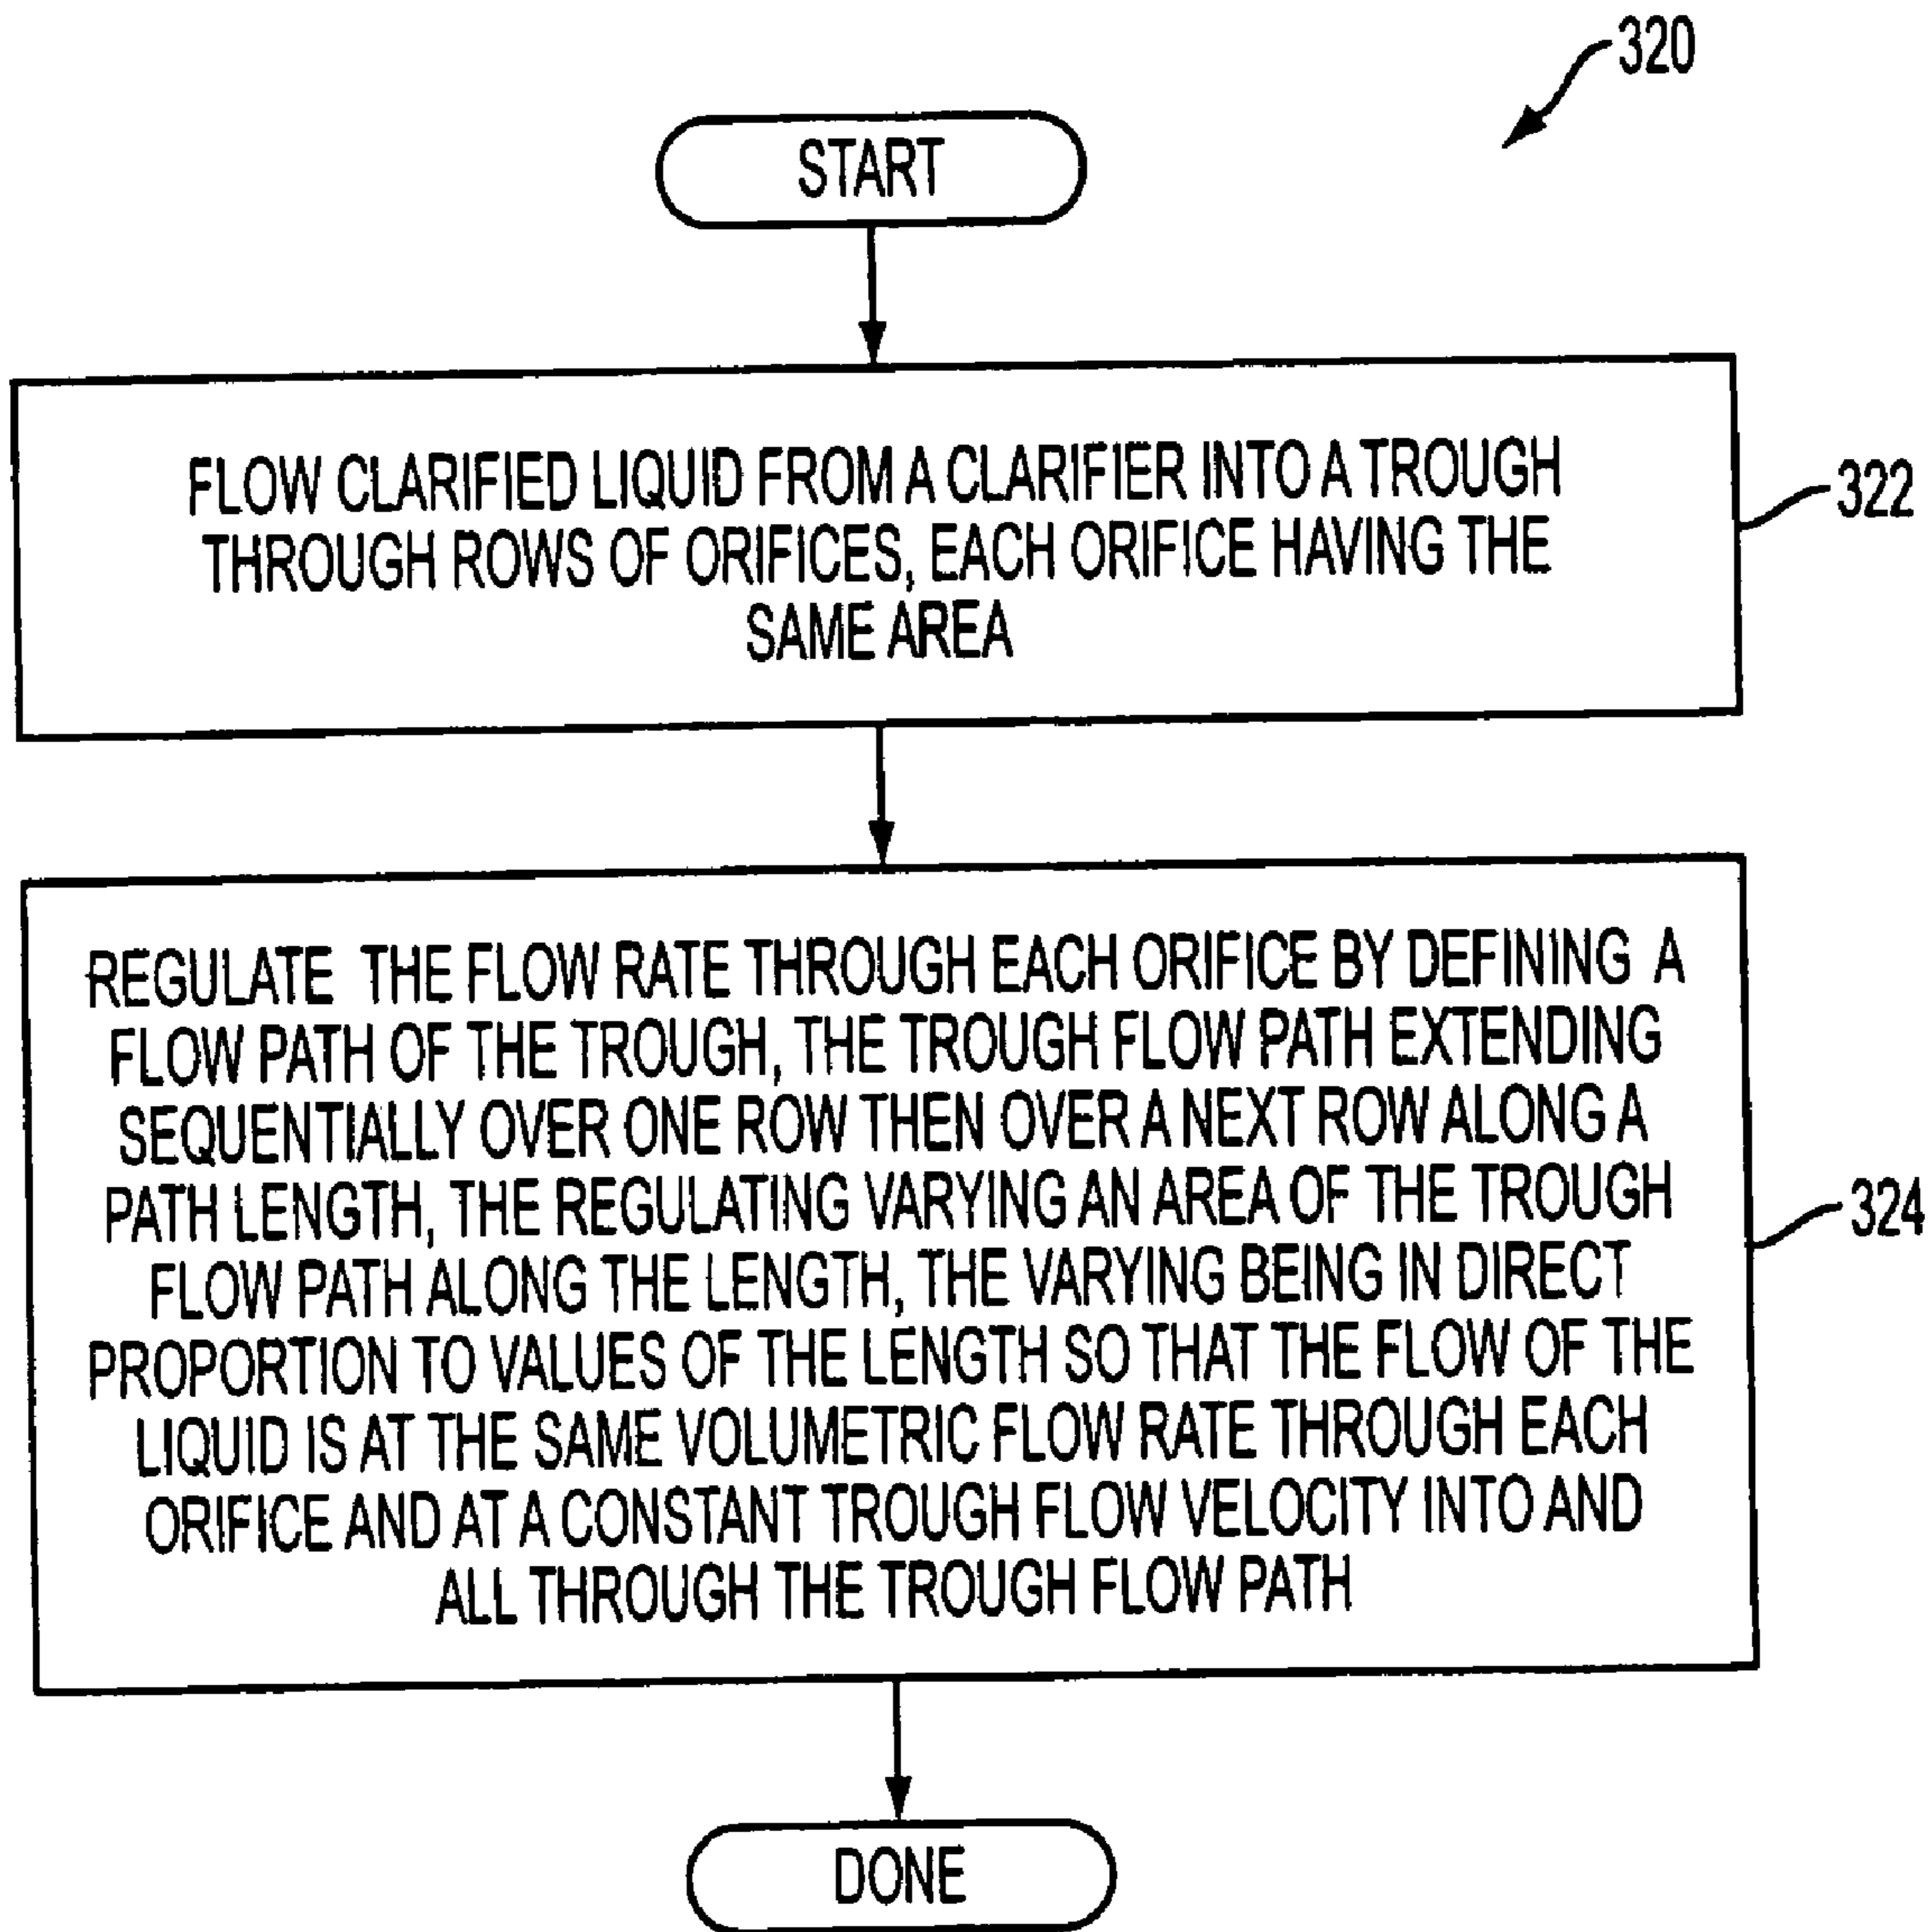 320
START
FLOW CLARIFIED LIQUID FROM A CLARIFIER INTO A TROUGH
THROUGH ROWS OF ORIFICES, EACH ORIFICE HAVING THE
SAME AREA
322
REGULATE THE FLOW RATE THROUGH EACH ORIFICE BY DEFINING A
FLOW PATH OF THE TROUGH, THE TROUGH FLOW PATH EXTENDING
SEQUENTIALLY OVER ONE ROW THEN OVER A NEXT ROW ALONG A
PATH LENGTH, THE REGULATING VARYING AN AREA OF THE TROUGH
FLOW PATH ALONG THE LENGTH, THE VARYING BEING IN DIRECT
PROPORTION TO VALUES OF THE LENGTH SO THAT THE FLOW OF THE
LIQUID IS AT THE SAME VOLUMETRIC FLOW RATE THROUGH EACH
ORIFICE AND AT A CONSTANT TROUGH FLOW VELOCITY INTO AND
ALL THROUGH THE TROUGH FLOW PATH
324
DONE